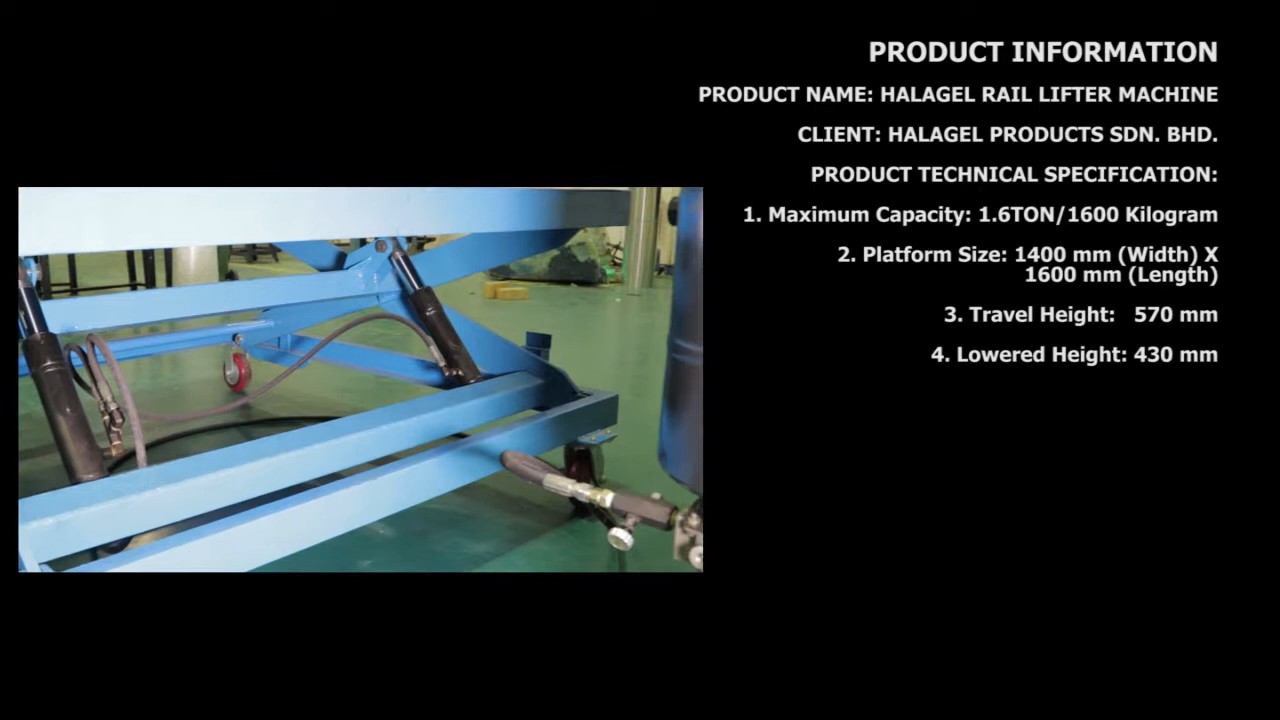 PRODUCT INFORMATION
PRODUCT NAME: HALAGEL RAIL LIFTER MACHINE
CLIENT: HALAGEL PRODUCTS SDN. BHD.
PRODUCT TECHNICAL SPECIFICATION:
1. Maximum Capacity: 1.6TON/1600 Kilogram
2. Platform Size: 1400 mm (Width) X
1600 mm (Length)
3. Travel Height: 570 mm
4. Lowered Height: 430 mm